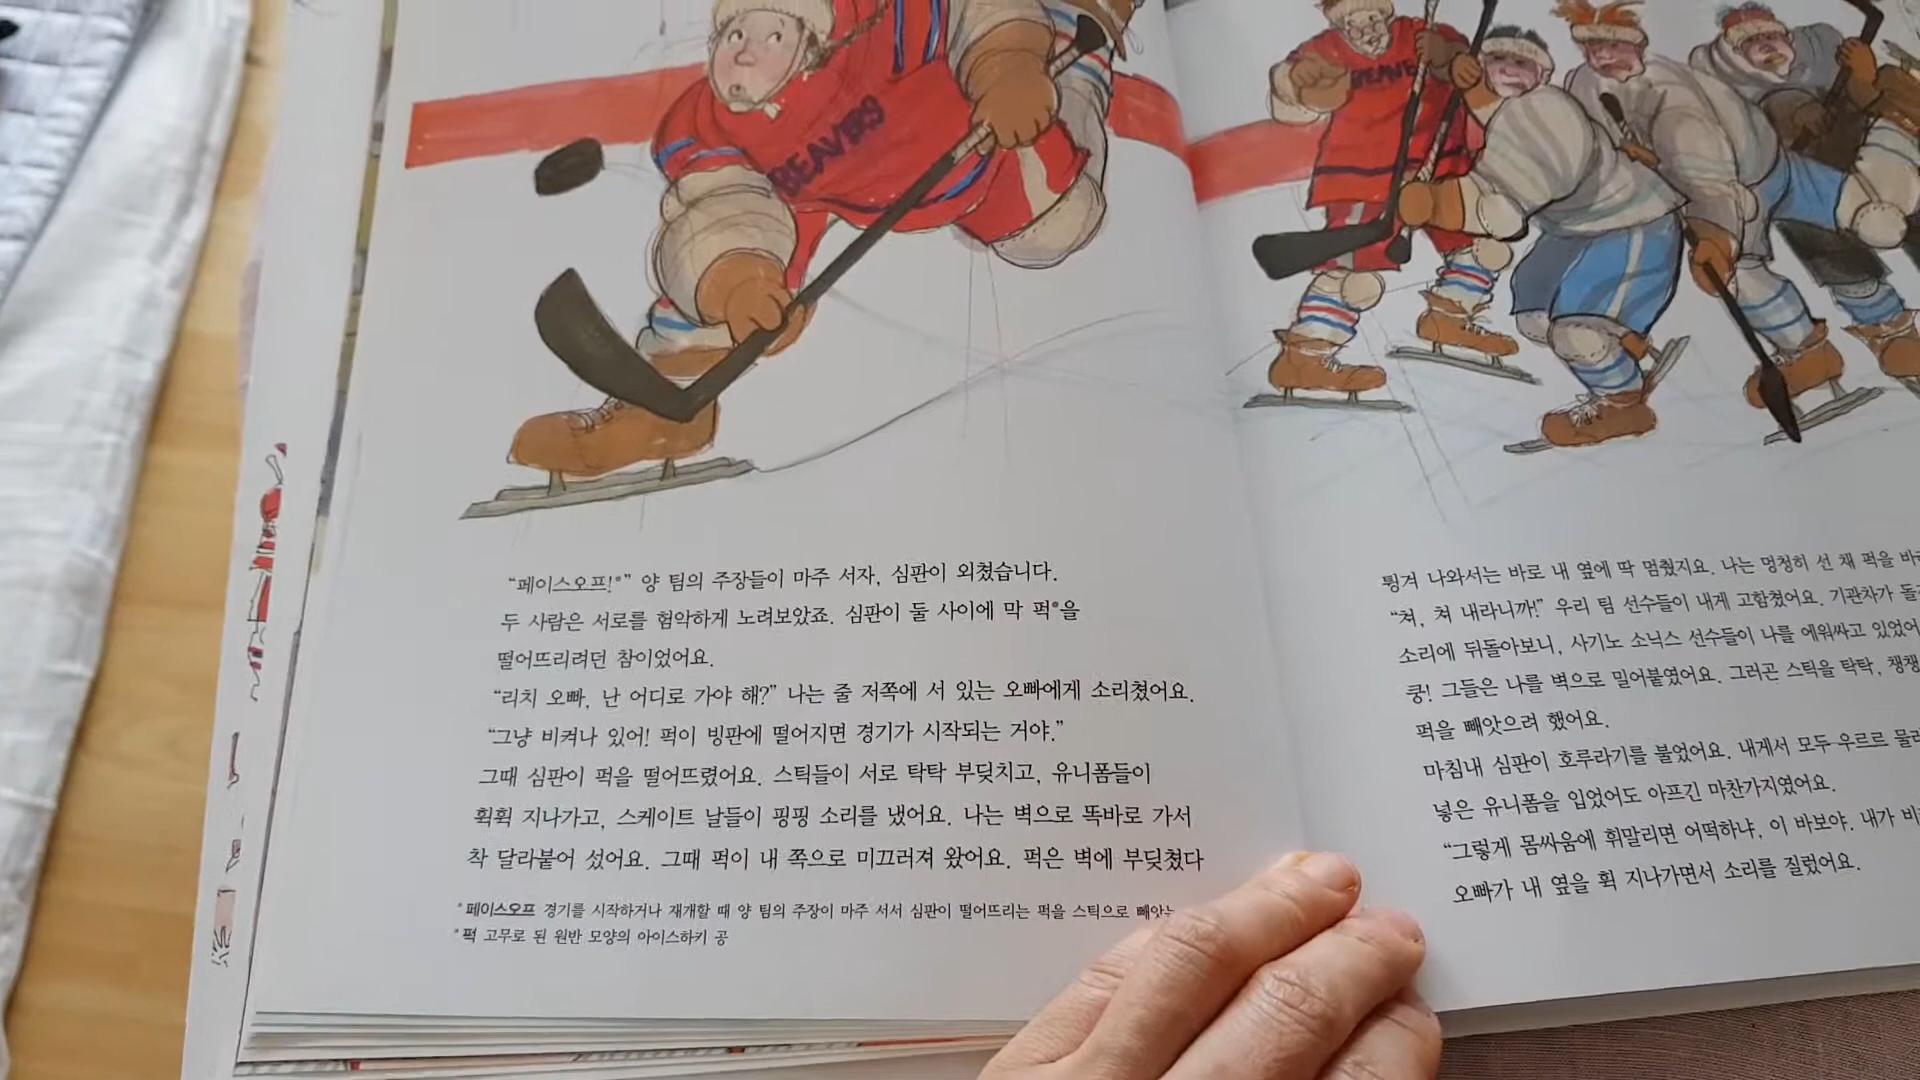 BEAVERS
BEAVE
“페이스오프!*” 양 팀의 주장들이 마주 서자, 심판이 외쳤습니다.
두 사람은 서로를 험악하게 노려보았죠. 심판이 둘 사이에 막 퍽*을
떨어뜨리려던 참이었어요.
“리치 오빠, 난 어디로 가야 해?” 나는 줄 저쪽에 서 있는 오빠에게 소리쳤어요.
“그냥 비켜나 있어! 퍽이 빙판에 떨어지면 경기가 시작되는 거야.”
그때 심판이 퍽을 떨어뜨렸어요. 스틱들이 서로 탁탁 부딪치고, 유니폼들이
휙휙 지나가고, 스케이트 날들이 핑핑 소리를 냈어요. 나는 벽으로 똑바로 가서
착 달라붙어 섰어요. 그때 퍽이 내 쪽으로 미끄러져 왔어요. 퍽은 벽에 부딪쳤다
*페이스오프 경기를 시작하거나 재개할 때 양 팀의 주장이 마주 서서 심판이 떨어뜨리는 퍽을 스틱으로
*퍽 고무로 된 원반 모양의 아이스하키 공
튕겨 나와서는 바로 내 옆에 딱 멈췄지요. 나는 멍청히 선 채 퍽을
“쳐, 쳐 내라니까!” 우리 팀 선수들이 내게 고함쳤어요. 기관차가
소리에 뒤돌아보니, 사기노 소닉스 선수들이 나를 에워싸고
쿵! 그들은 나를 벽으로 밀어붙였어요. 그러곤 스틱을 탁탁,
퍽을 빼앗으려 했어요.
마침내 심판이 호루라기를 불었어요. 내게서 모두 우르르
넣은 유니폼을 입었어도 아프긴 마찬가지였어요.
“그렇게 몸싸움에 휘말리면 어떡하냐, 이 바보야. 내가
오빠가 내 옆을 휙 지나가면서 소리를 질렀어요.